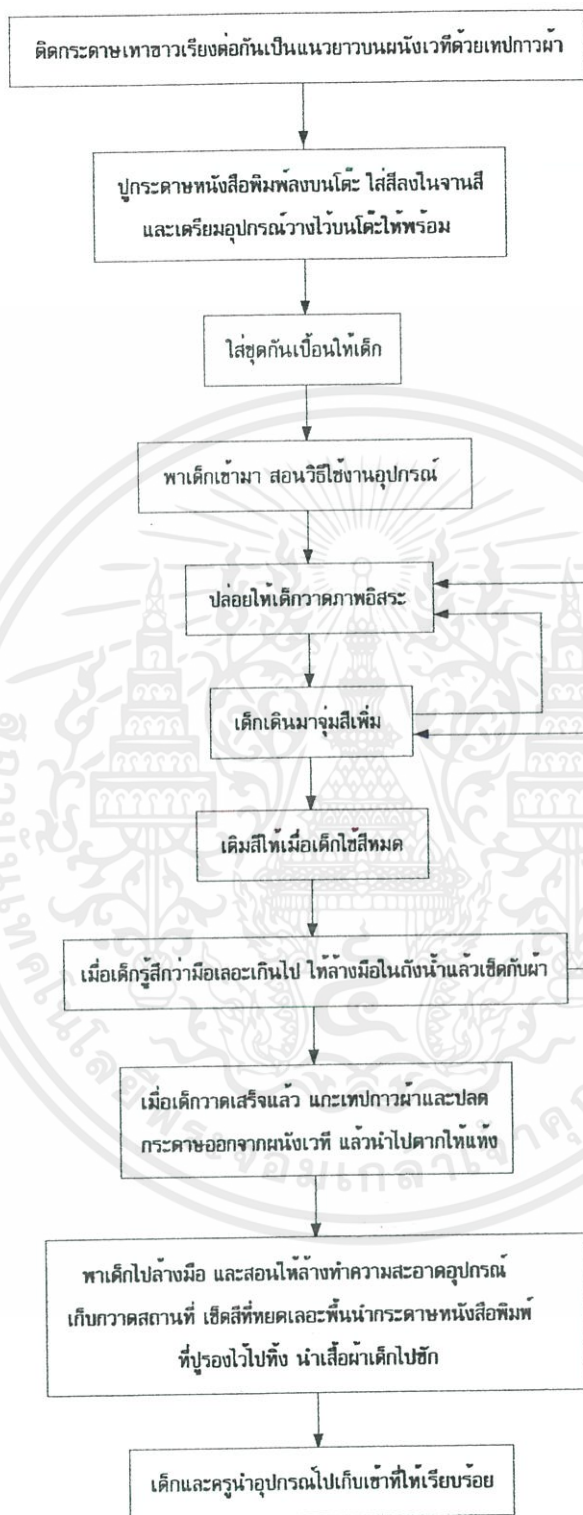 ติดกระดาษเทาขาวเรียงต่อกันเป็นแนวยาวบนผนังเวทีด้วยเทปกาวผ้า
ปูกระดาษหนังสือพิมพ์ลงบนโต๊ะ ใส่สีลงในจานสี
และเตรียมอุปกรณ์วางไว้บนโต๊ะให้พร้อม
ใส่ชุดกันเปื้อนให้เด็ก
พาเด็กเข้ามา สอนวิธีใช้งานอุปกรณ์
ปล่อยให้เด็กวาดภาพอิสระ
เด็กเดินมาจุ่มสีเพิ่ม
เติมสีให้เมื่อเด็กใช้สีหมด
เมื่อเด็กรู้สึกว่ามือเลอะเกินไป ให้ล้างมือในถังน้ำแล้วเช็ดกับผ้า
เมื่อเด็กวาดเสร็จแล้ว แกะเทปกาวผ้าและปลด
กระดาษออกจากผนังเวที แล้วนำไปตากให้แห้ง
พาเด็กไปล้างมือ และสอนให้ล้างทำความสะอาดอุปกรณ์
เก็บกวาดสถานที่ เช็ดสีที่หยดเลอะพื้นนำกระดาษหนังสือพิมพ์
ที่ปูรองไว้ไปทิ้ง นำเสื้อผ้าเด็กไปซัก
เด็กและครูนำอุปกรณ์ไปเก็บเข้าที่ให้เรียบร้อย